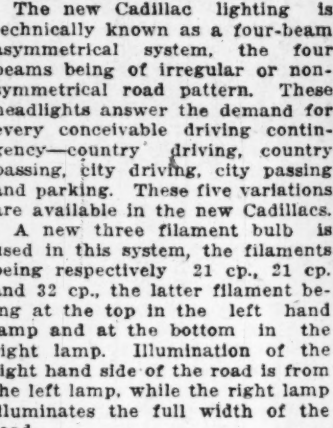 The new Cadillac lighting is
technically known as a four-beam
asymmetrical system, the four
beams being of irregular or non-
symmetrical road pattern. These
headlights answer the demand for
every conceivable driving contin-
gency—country driving, country
passing, city driving, city passing
and parking. These five variations
are available in the new Cadillacs.
A new three filament bulb is
used in this system, the filaments
being respectively 21 cp., 21 cp.
and 32 cp., the latter filament be-
ing at the top in the left hand
lamp and at the bottom in the
right lamp. Illumination of the
right hand side of the road is from
the left lamp, while the right lamp
illuminates the full width of the